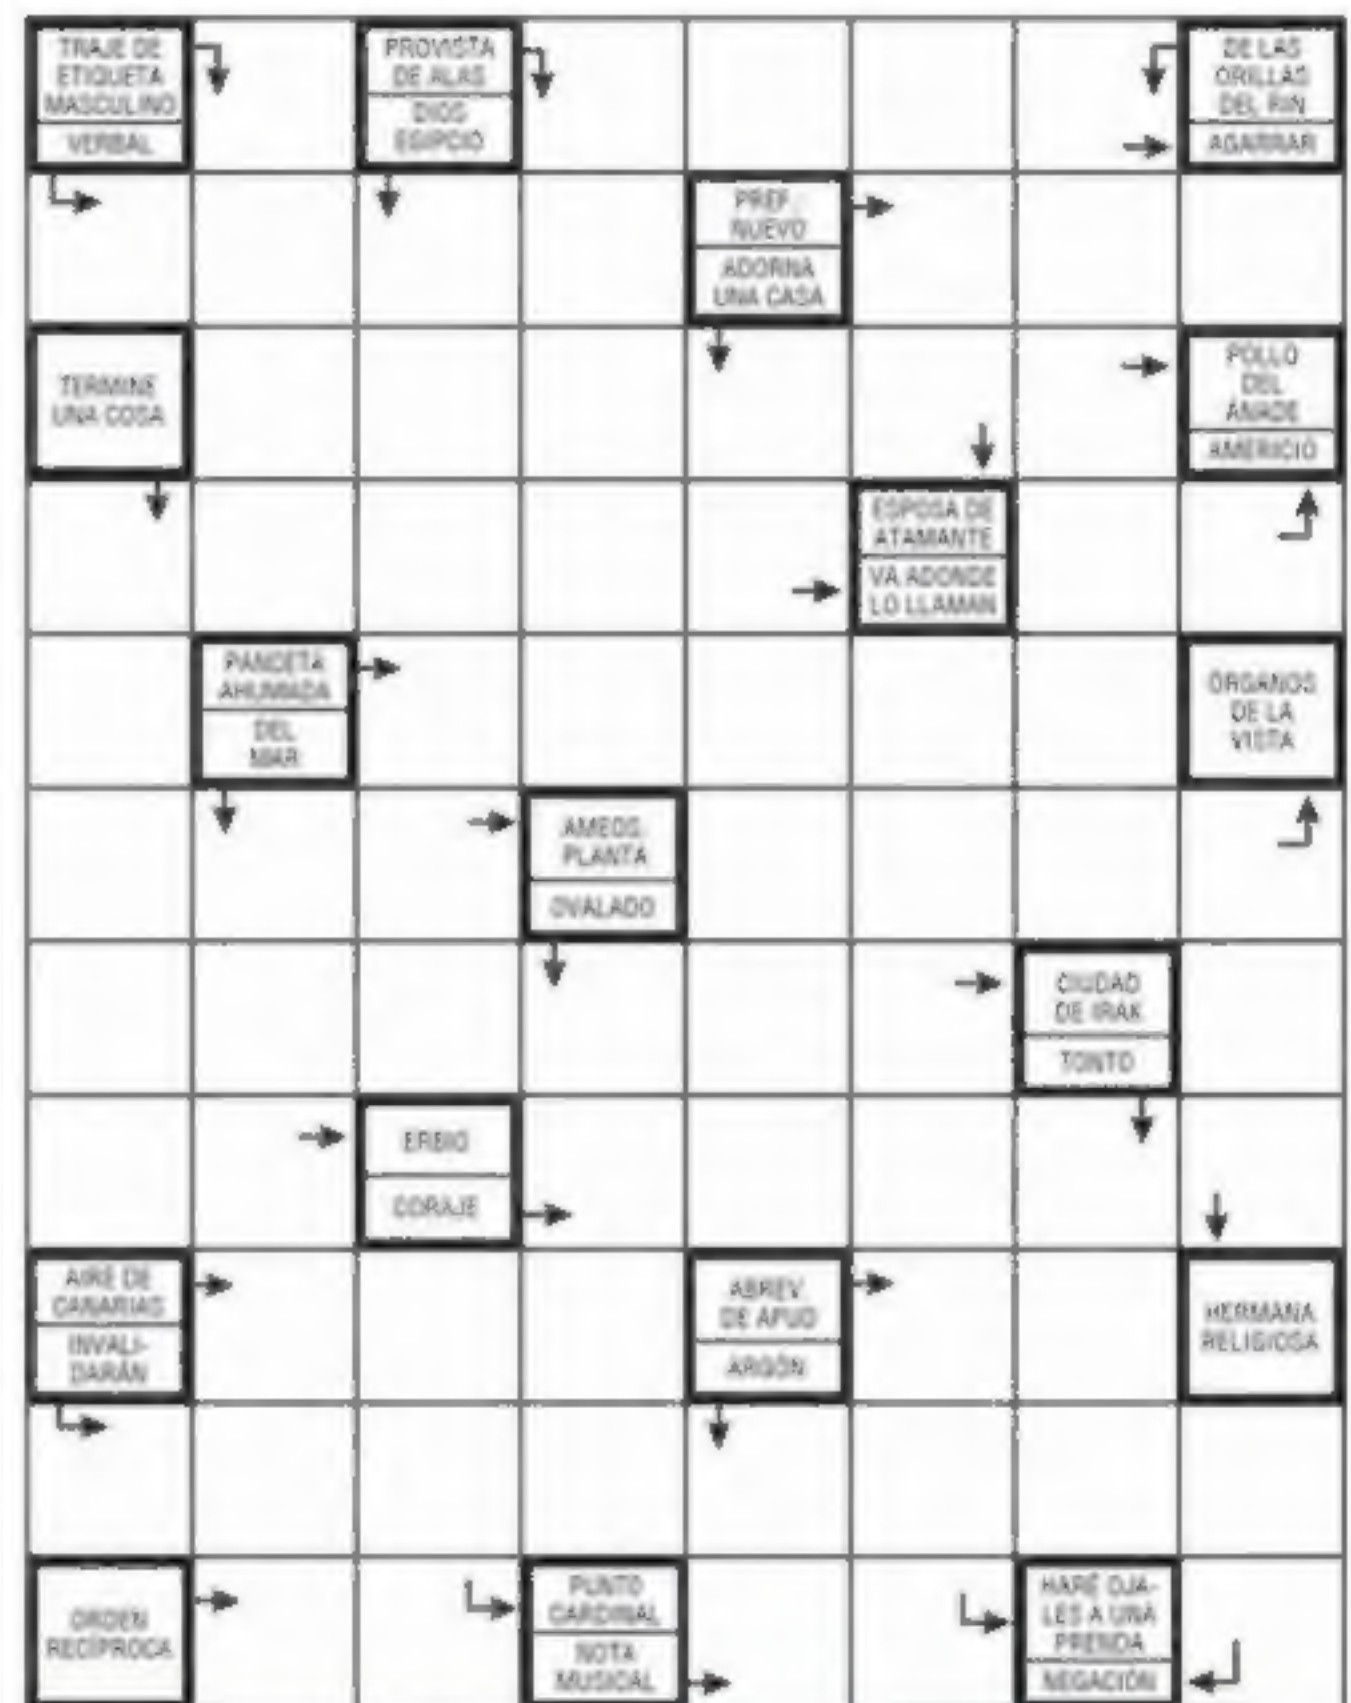 TRAJE DE
ETIQUETA
MASCULINO
VERBAL
PROVISTA
DE ALAS
DIOS
EGIPCIO
DE LAS
ORILLAS
DEL RIN
AGARRAR
PREF.:
NUEVO
ADORNA
UNA CASA
TERMINE
UNA COSA
POLLO
DEL
ÁNADE
AMERICIO
ESPOSA DE
ATAMANTE
VA ADONDE
LO LLAMAN
PANCETA
AHUMADA
DEL
MAR
ÓRGANOS
DE LA
VISTA
AMEOS,
PLANTA
OVALADO
CIUDAD
DE IRAK
TONTO
ERBIO
CORAJE
AIRE DE
CANARIAS
INVALI-
DARÁN
ABREV.
DE APUD
ARGÓN
HERMANA
RELIGIOSA
ORDEN
RECÍPROCA
PUNTO
CARDINAL
NOTA
MUSICAL
HARÉ OJA-
LES A UNA
PRENDA
NEGACIÓN